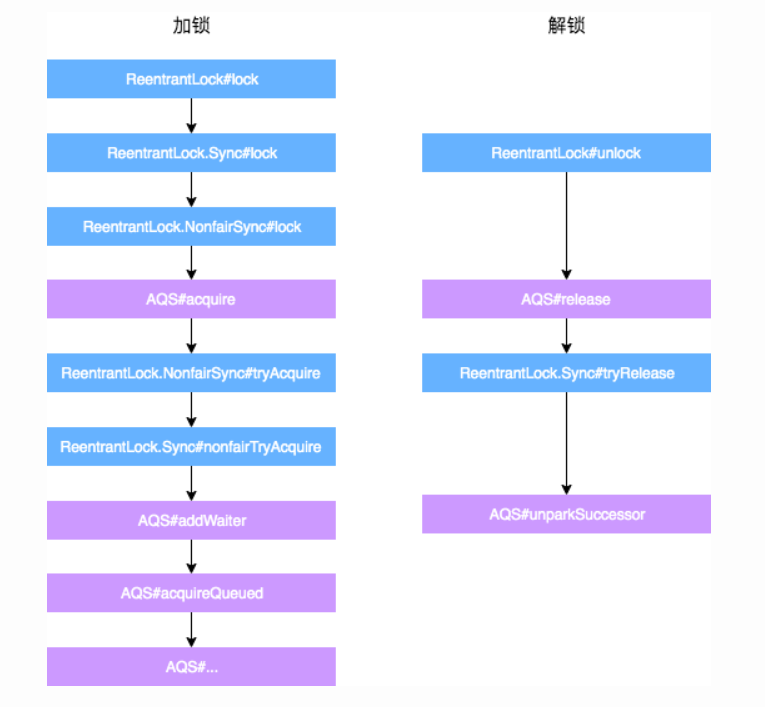 加锁
解锁
ReentrantLock#lock
ReentrantLock.Sync#lock
ReentrantLock#unlock
ReentrantLock.NonfairSync#lock
AQS#acquire
AQS#release
ReentrantLock.NonfairSync#tryAcquire
ReentrantLock.Sync#tryRelease
ReentrantLock.Sync#nonfairTryAcquire
AQS#addWaiter
AQS#unparkSuccessor
AQS#acquireQueued
AQS#...